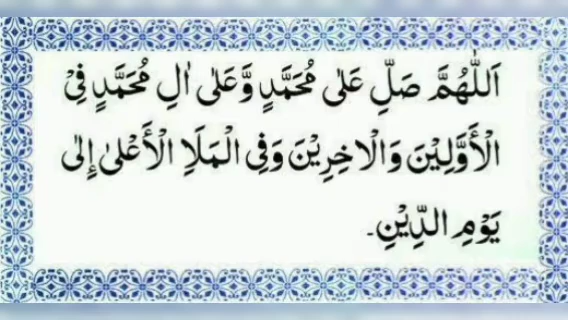 اَللّٰهُمَّ صَلِّ عَلٰى مُحَمَّدٍ وَّعَلٰى اٰلِ مُحَمَّدٍ فِيْ
الْأَوَّلِيْنَ وَالْاٰخِرِيْنَ وَفِي الْمَلَاِ الْأَعْلٰى إِلٰى
يَوْمِ الدِّيْنِ۔